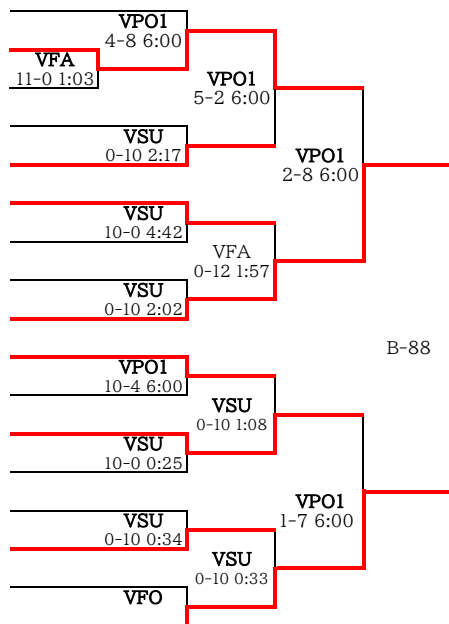 VPO1
4-8 6:00
VFA
11-0 1:03
VPO1
5-2 6:00
VSU
0-10 2:17
VPO1
2-8 6:00
VSU
10-0 4:42
VFA
0-12 1:57
VSU
0-10 2:02
B-88
VPO1
10-4 6:00
VSU
0-10 1:08
VSU
10-0 0:25
VPO1
1-7 6:00
VSU
0-10 0:34
VSU
0-10 0:33
VFO